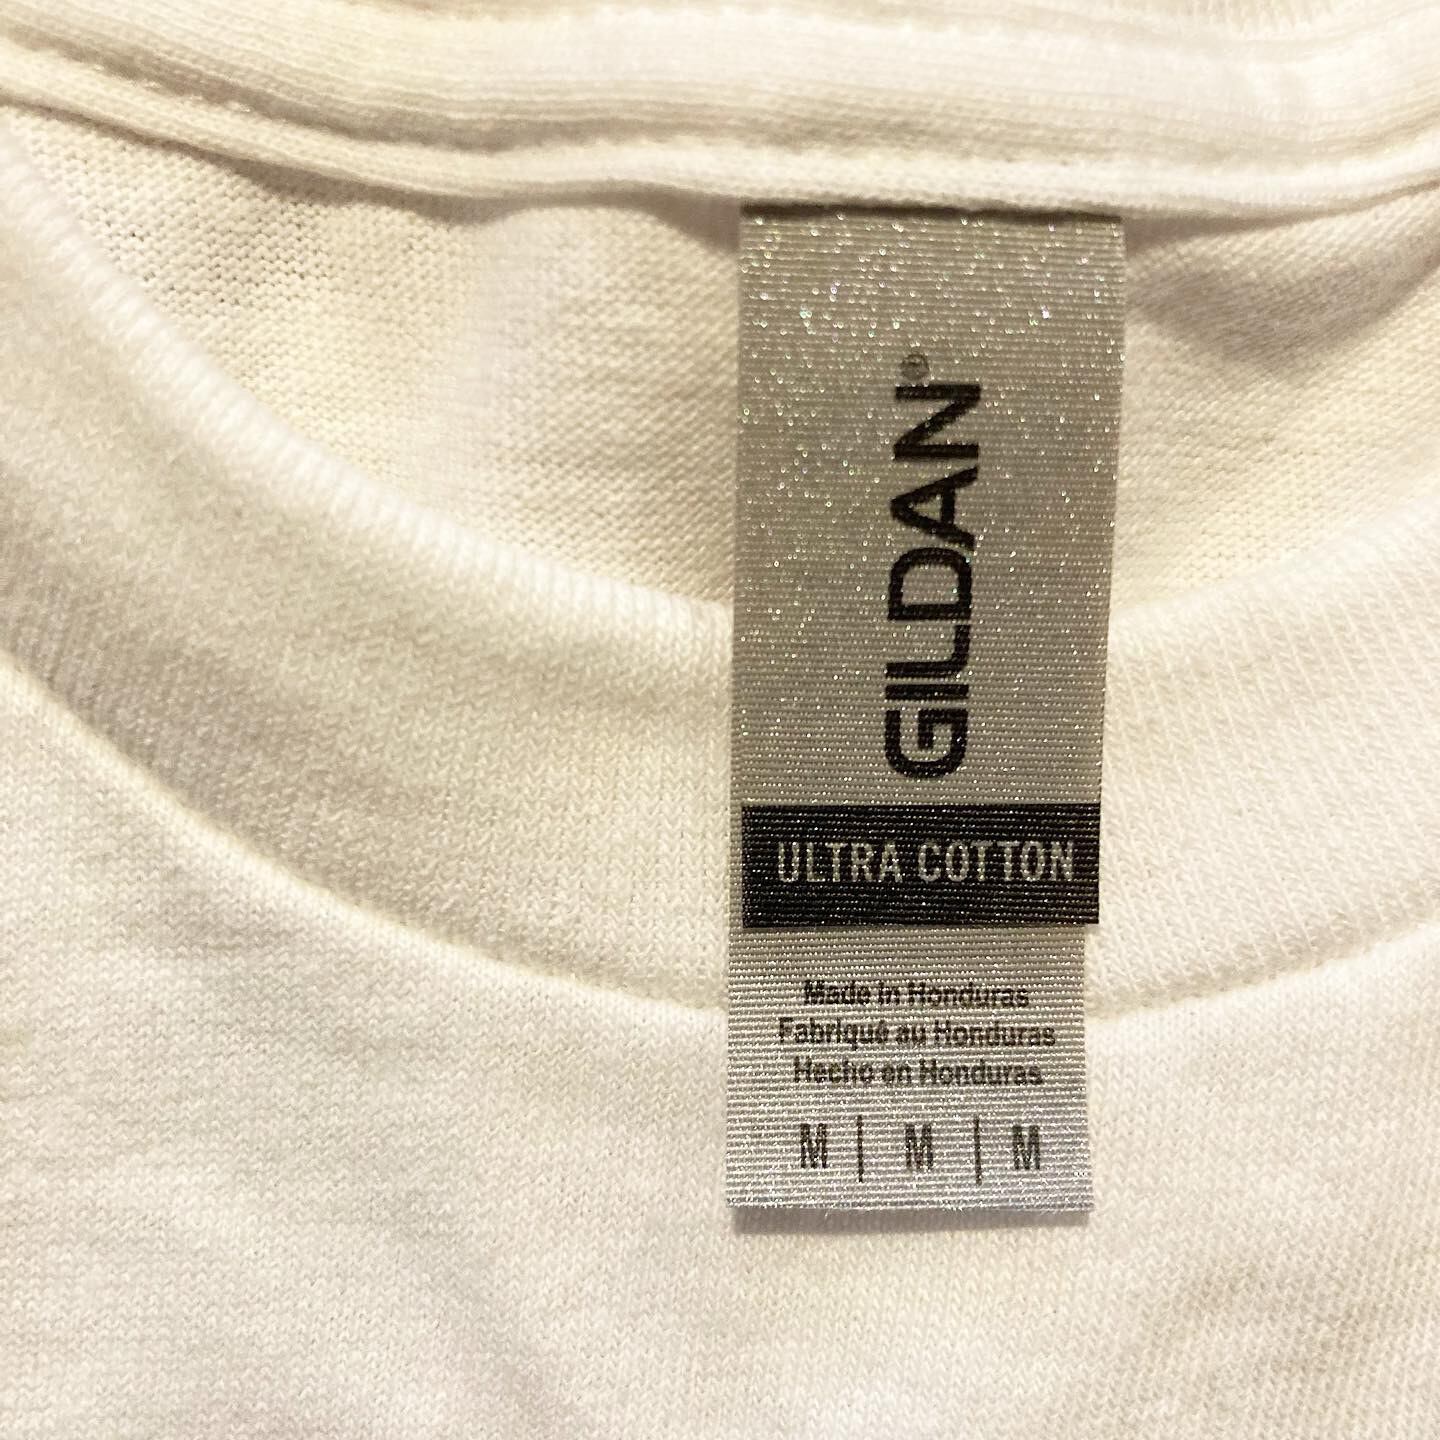 GILDAN®
ULTRA COTTON
Made in Honduras
Fabriqué au Honduras
Hecho en Honduras
M | M | M